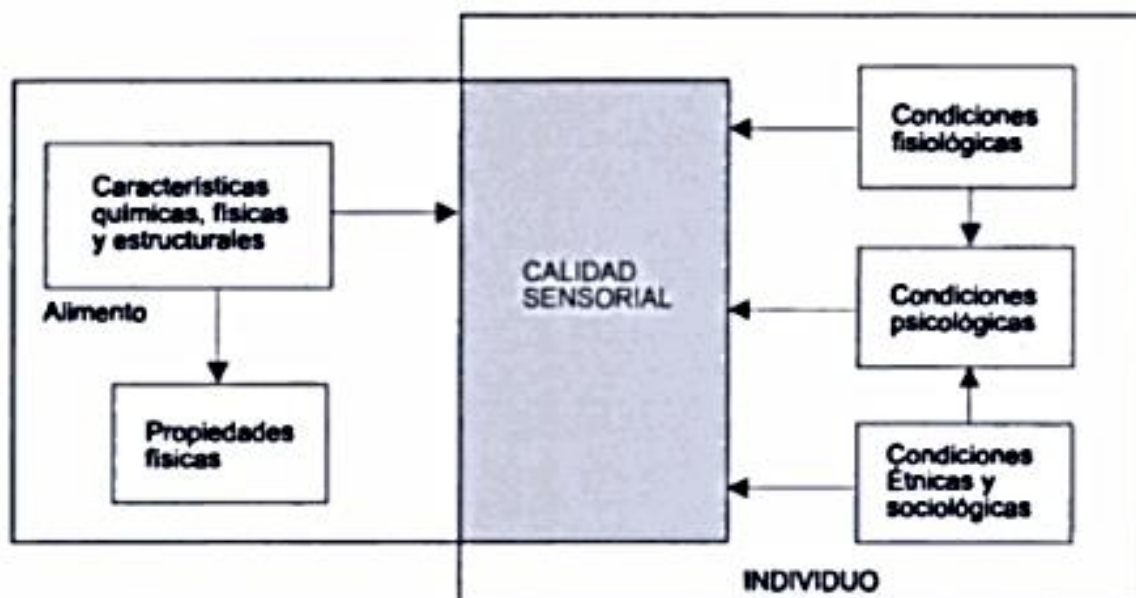 Características
químicas, físicas
y estructurales
Alimento
Propiedades
físicas
CALIDAD
SENSORIAL
Condiciones
fisiológicas
Condiciones
psicológicas
Condiciones
Étnicas y
sociológicas
INDIVIDUO